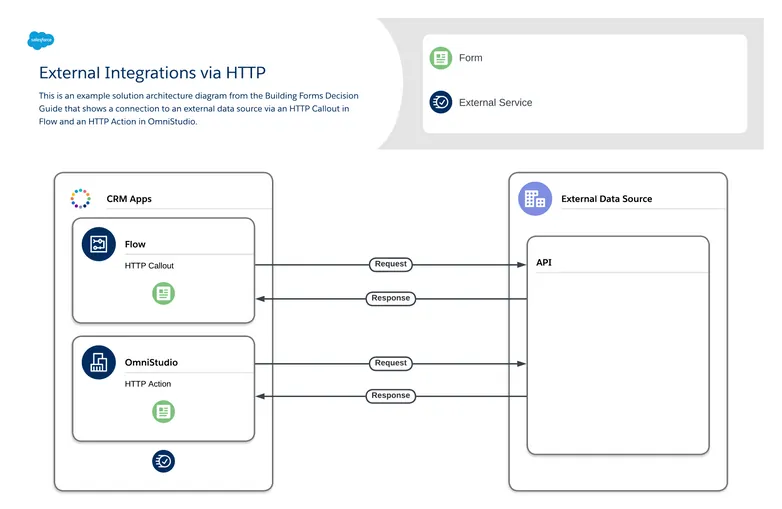 salesforce
External Integrations via HTTP
This is an example solution architecture diagram from the Building Forms Decision
Guide that shows a connection to an external data source via an HTTP Callout in
Flow and an HTTP Action in OmniStudio.
Form
External Service
CRM Apps
External Data Source
Flow
HTTP Callout
API
Request
Response
OmniStudio
HTTP Action
Request
Response